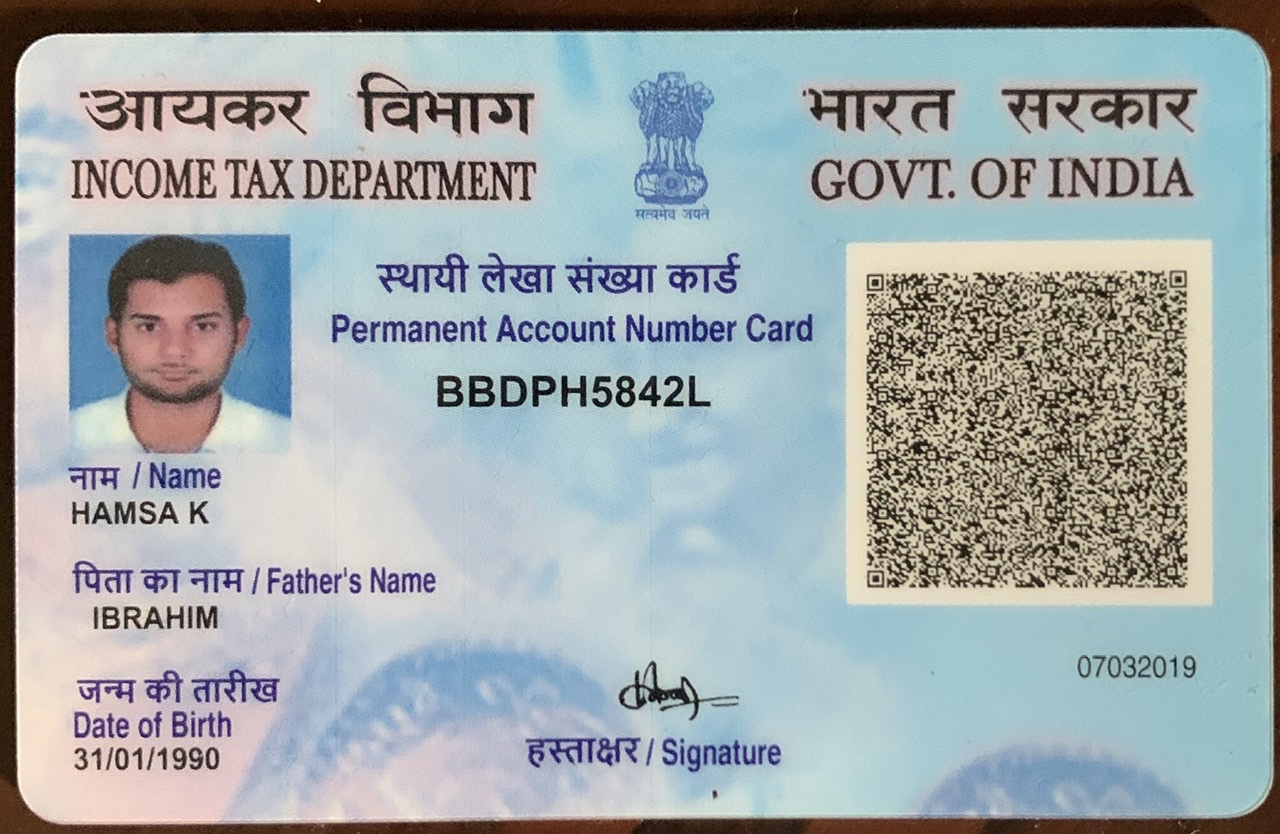 आयकर विभाग
INCOME TAX DEPARTMENT
सत्यमेव जयते
भारत सरकार
GOVT. OF INDIA
स्थायी लेखा संख्या कार्ड
Permanent Account Number Card
BBDPH5842L
नाम / Name
HAMSA K
पिता का नाम / Father's Name
IBRAHIM
जन्म की तारीख
Date of Birth
31/01/1990
हस्ताक्षर / Signature
07032019